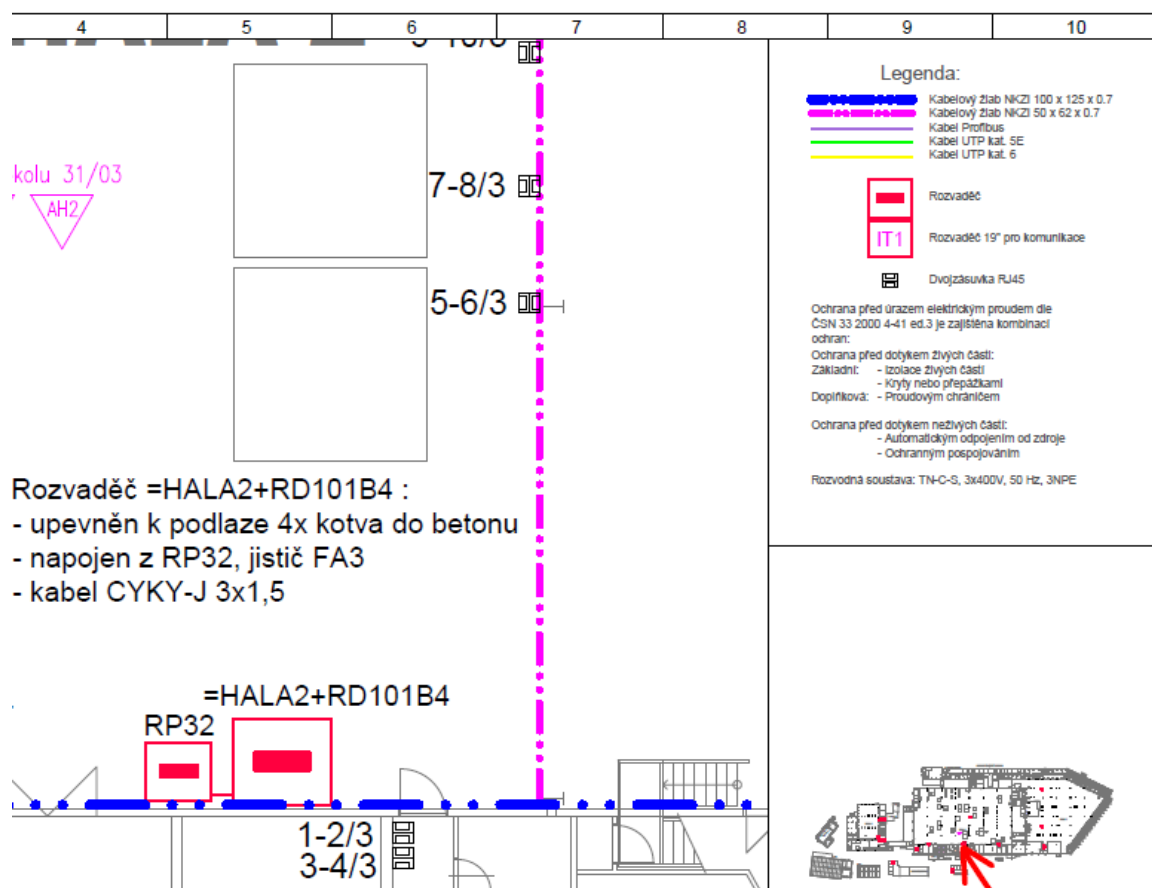 4 5 6 7 8 9 10
kolu 31/03
AH2
7-8/3
5-6/3
Rozvaděč =HALA2+RD101B4 :
- upevněn k podlaze 4x kotva do betonu
- napojen z RP32, jistič FA3
- kabel CYKY-J 3x1,5
=HALA2+RD101B4
RP32
1-2/3
3-4/3
Legenda:
Kabelový žlab NKZI 100 x 125 x 0.7
Kabelový žlab NKZI 50 x 62 x 0.7
Kabel Profibus
Kabel UTP kat. 5E
Kabel UTP kat. 6
Rozvaděč
IT1 Rozvaděč 19" pro komunikace
Dvojzásuvka RJ45
Ochrana před úrazem elektrickým proudem dle
ČSN 33 2000 4-41 ed.3 je zajištěna kombinací
ochran:
Ochrana před dotykem živých částí:
Základní: - Izolace živých částí
- Kryty nebo přepážkami
Doplňková: - Proudovým chráničem
Ochrana před dotykem neživých částí:
- Automatickým odpojením od zdroje
- Ochranným pospojováním
Rozvodná soustava: TN-C-S, 3x400V, 50 Hz, 3NPE